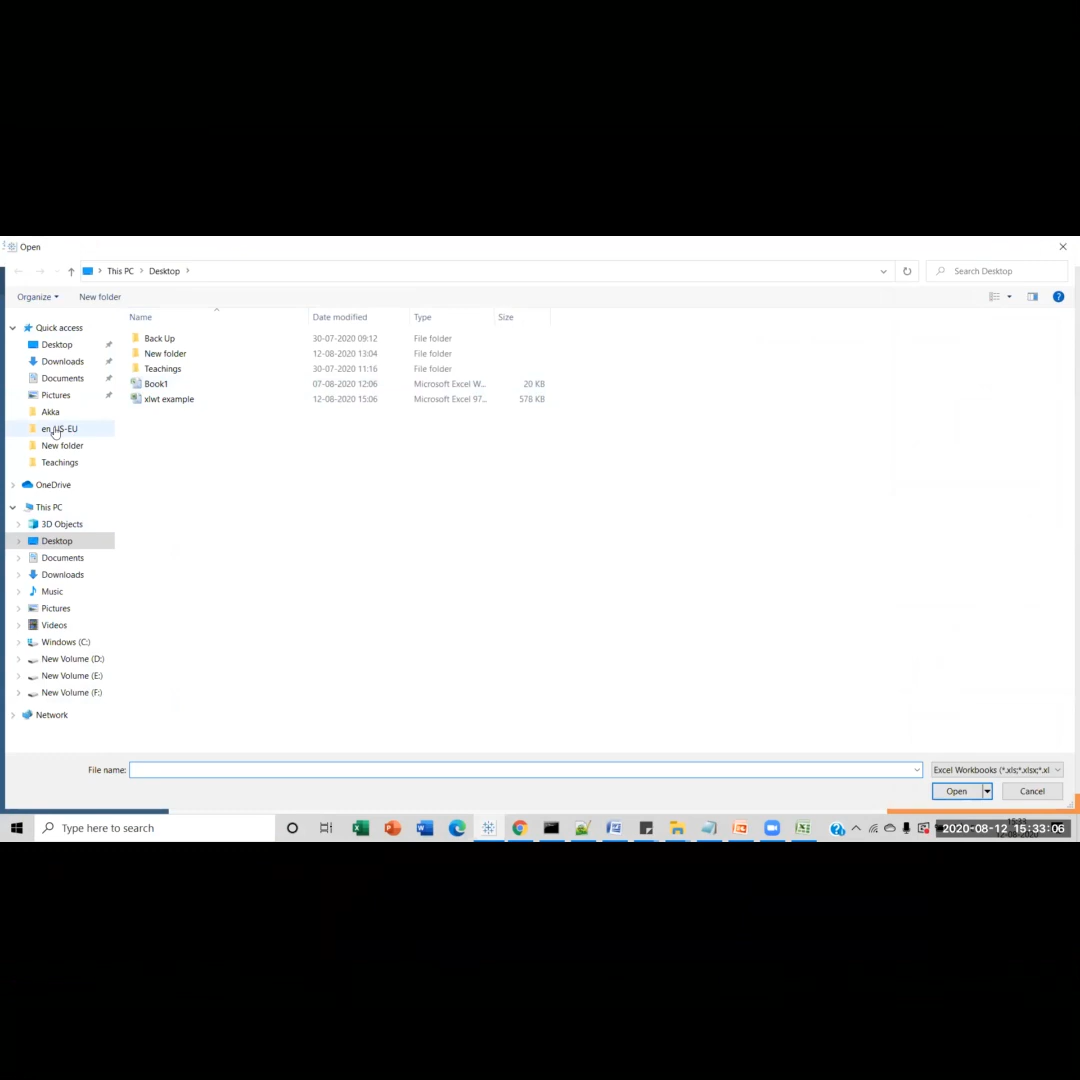 Open
This PC > Desktop >
Search Desktop
Organize
New folder
Name Date modified Type Size
Quick access
Desktop
Downloads
Documents
Pictures
Akka
en-US-EU
New folder
Teachings
OneDrive
This PC
3D Objects
Desktop
Documents
Downloads
Music
Pictures
Videos
Windows (C:)
New Volume (D:)
New Volume (E:)
New Volume (F:)
Network
Back Up 30-07-2020 09:12 File folder
New folder 12-08-2020 13:04 File folder
Teachings 30-07-2020 11:16 File folder
Book1 07-08-2020 12:06 Microsoft Excel W... 20 KB
xlwt example 12-08-2020 15:06 Microsoft Excel 97... 578 KB
File name:
Excel Workbooks (*.xls;*.xlsx;*.xl
Open
Cancel
Type here to search
2020-08-12 15:33:06